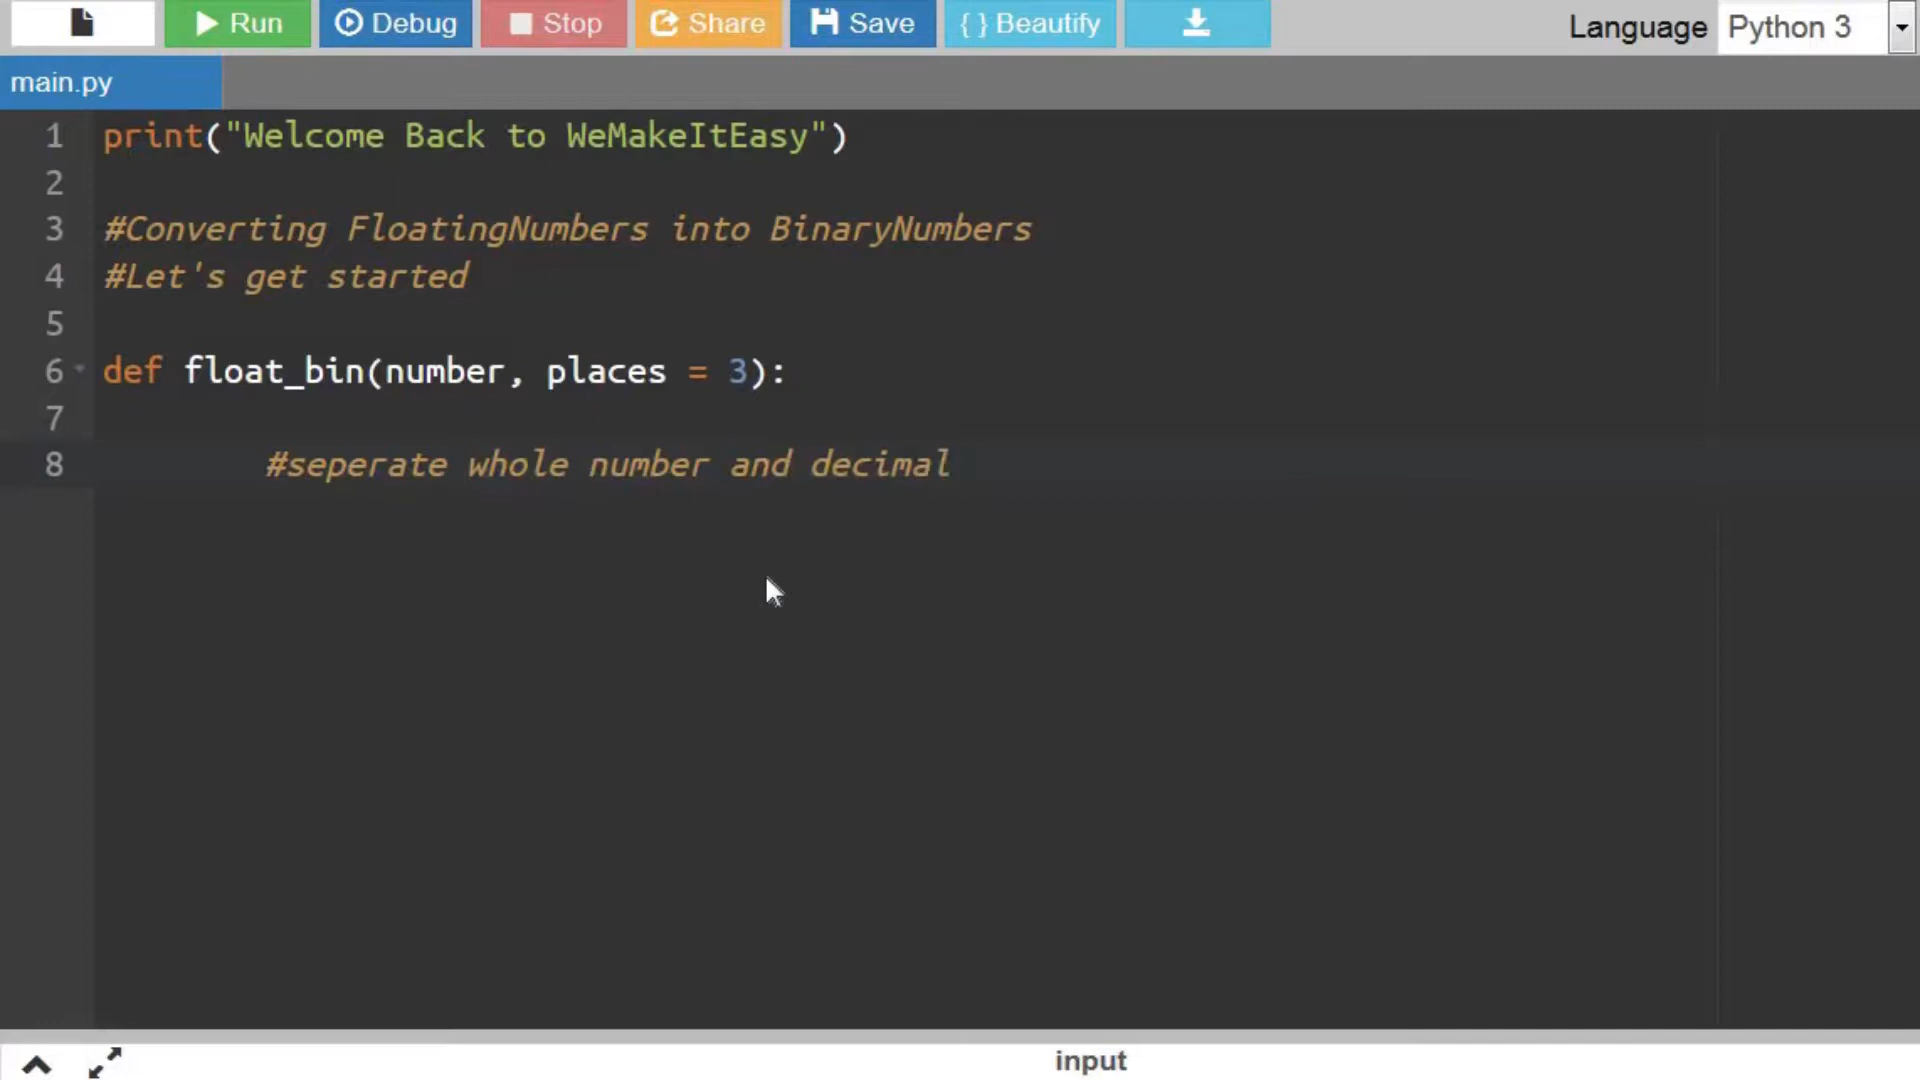 Run Debug Stop Share Save { } Beautify Language Python 3
main.py
1 print("Welcome Back to WeMakeItEasy")
2
3 #Converting FloatingNumbers into BinaryNumbers
4 #Let's get started
5
6 def float_bin(number, places = 3):
7
8 #seperate whole number and decimal
input